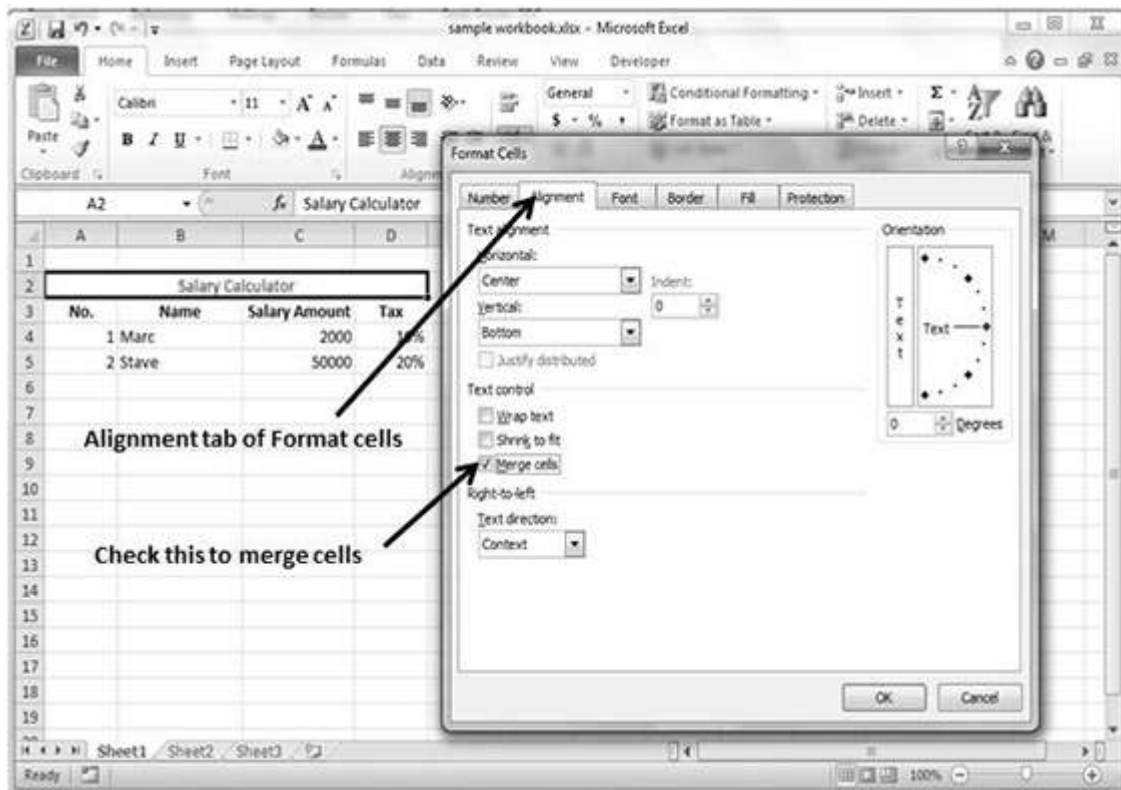 sample workbook.xlsx - Microsoft Excel
File Home Insert Page Layout Formulas Data Review View Developer
Calibri 11 A A General Conditional Formatting Insert Σ
Paste B I U A $ % , Format as Table Delete
Clipboard Font Alignm
A2 fx Salary Calculator
A B C D M
1
2 Salary Calculator
3 No. Name Salary Amount Tax
4 1 Marc 2000
5 2 Stave 50000 20%
6
7
8
9
10
11
12
13
14
15
16
17
18
19
Alignment tab of Format cells
Check this to merge cells
Format Cells
Number Alignment Font Border Fill Protection
Text alignment
Horizontal:
Center
Indent:
Vertical:
0
Bottom
Justify distributed
Text control
Wrap text
Shrink to fit
Merge cells
Right-to-left
Text direction:
Context
Orientation
Text
Text
0 Degrees
OK Cancel
Sheet1 Sheet2 Sheet3
Ready 100%